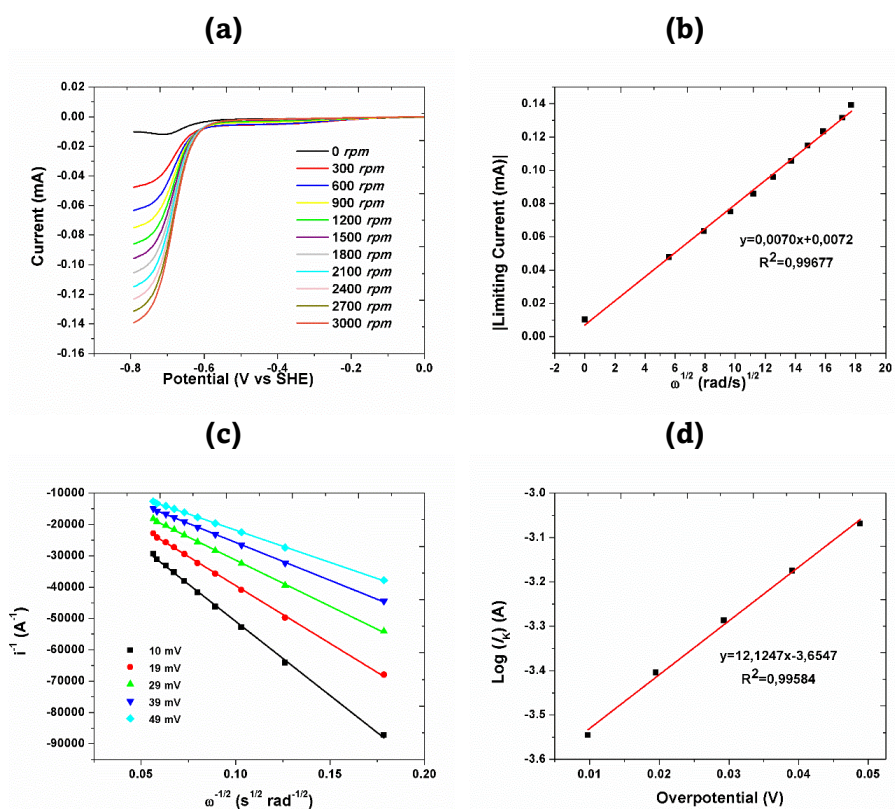 (a)
0.02
0.00
-0.02
-0.04
-0.06
-0.08
-0.10
-0.12
-0.14
-0.16
Current (mA)
0 rpm
300 rpm
600 rpm
900 rpm
1200 rpm
1500 rpm
1800 rpm
2100 rpm
2400 rpm
2700 rpm
3000 rpm
-0.8 -0.6 -0.4 -0.2 0.0
Potential (V vs SHE)
(b)
0.14
0.12
0.10
0.08
0.06
0.04
0.02
0.00
|Limiting Current (mA)|
y=0,0070x+0,0072
R²=0,99677
-2 0 2 4 6 8 10 12 14 16 18 20
ω^1/2 (rad/s)^1/2
(c)
-10000
-20000
-30000
-40000
-50000
-60000
-70000
-80000
-90000
i^-1 (A^-1)
10 mV
19 mV
29 mV
39 mV
49 mV
0.05 0.10 0.15 0.20
ω^-1/2 (s^1/2 rad^-1/2)
(d)
-3.0
-3.1
-3.2
-3.3
-3.4
-3.5
-3.6
Log (I_K) (A)
y=12,1247x-3,6547
R²=0,99584
0.01 0.02 0.03 0.04 0.05
Overpotential (V)